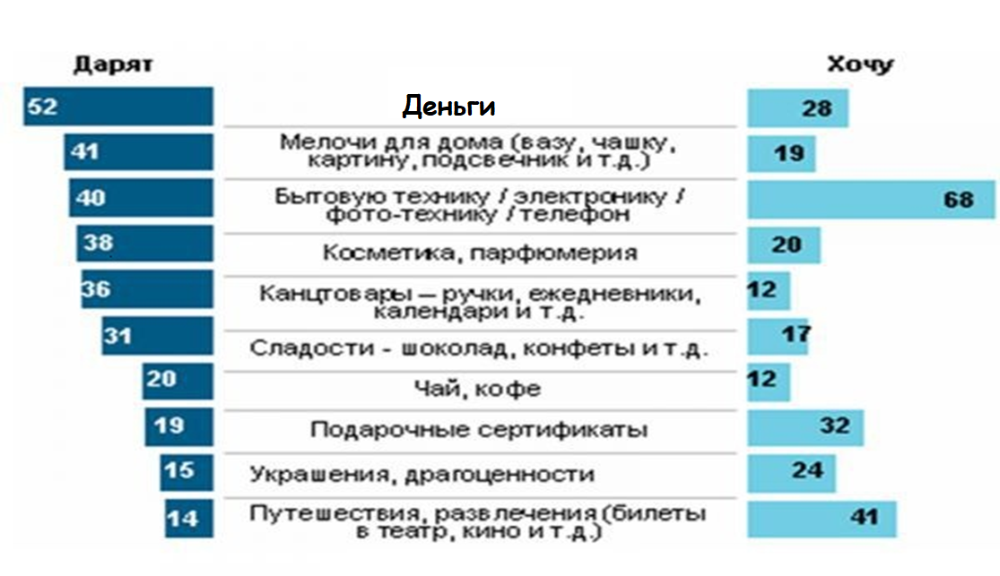 Дарят Хочу
52 Деньги 28
41 Мелочи для дома (вазу, чашку, 19
картину, подсвечник и т.д.)
40 Бытовую технику / электронику / 68
фото-технику / телефон
38 Косметика, парфюмерия 20
36 Канцтовары – ручки, ежедневники, 12
календари и т.д.
31 Сладости - шоколад, конфеты и т.д. 17
20 Чай, кофе 12
19 Подарочные сертификаты 32
15 Украшения, драгоценности 24
14 Путешествия, развлечения (билеты 41
в театр, кино и т.д.)